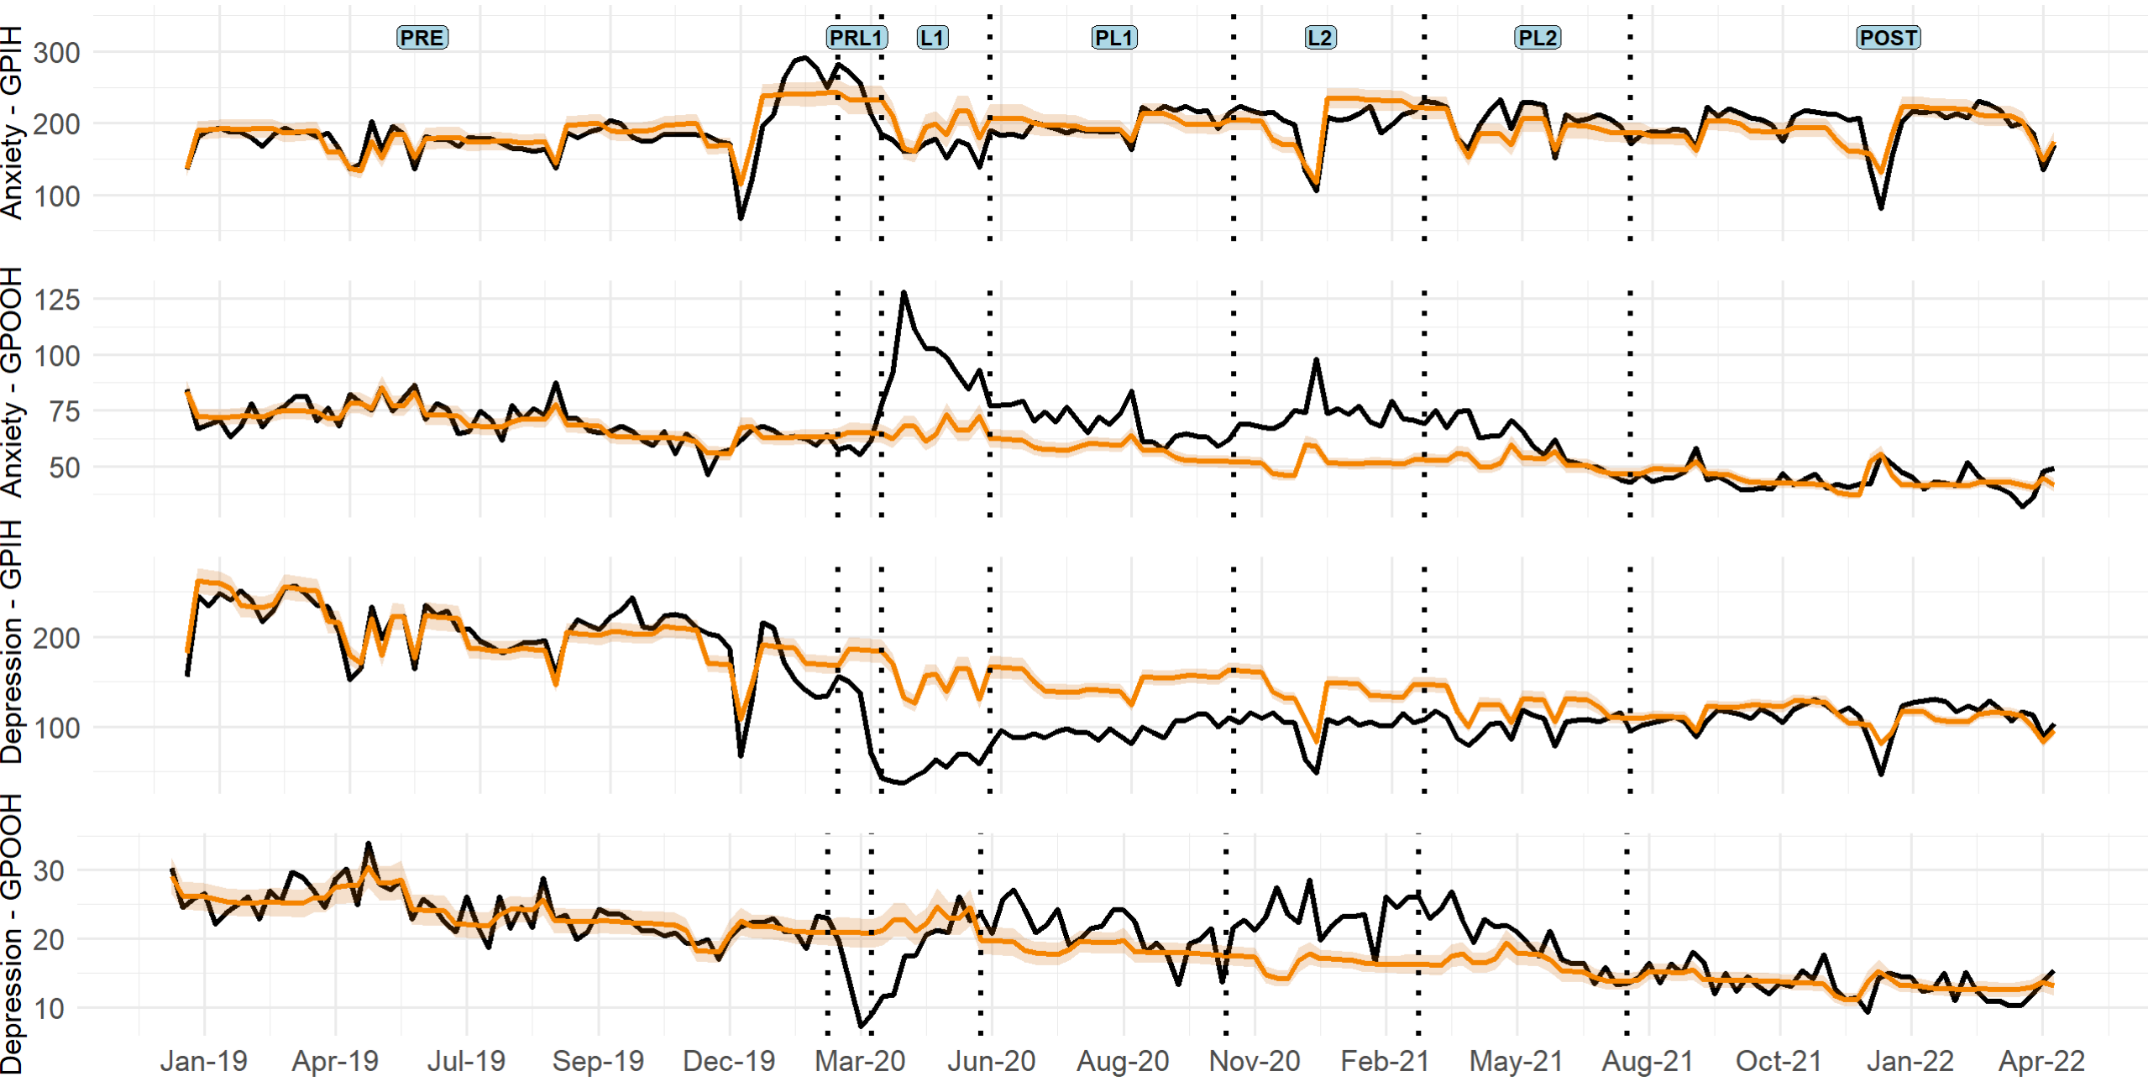 PRE PRL1 L1 PL1 L2 PL2 POST
Anxiety - GPIH
300
200
100
Anxiety - GPOOH
125
100
75
50
Depression - GPIH
200
100
Depression - GPOOH
30
20
10
Jan-19 Apr-19 Jul-19 Sep-19 Dec-19 Mar-20 Jun-20 Aug-20 Nov-20 Feb-21 May-21 Aug-21 Oct-21 Jan-22 Apr-22